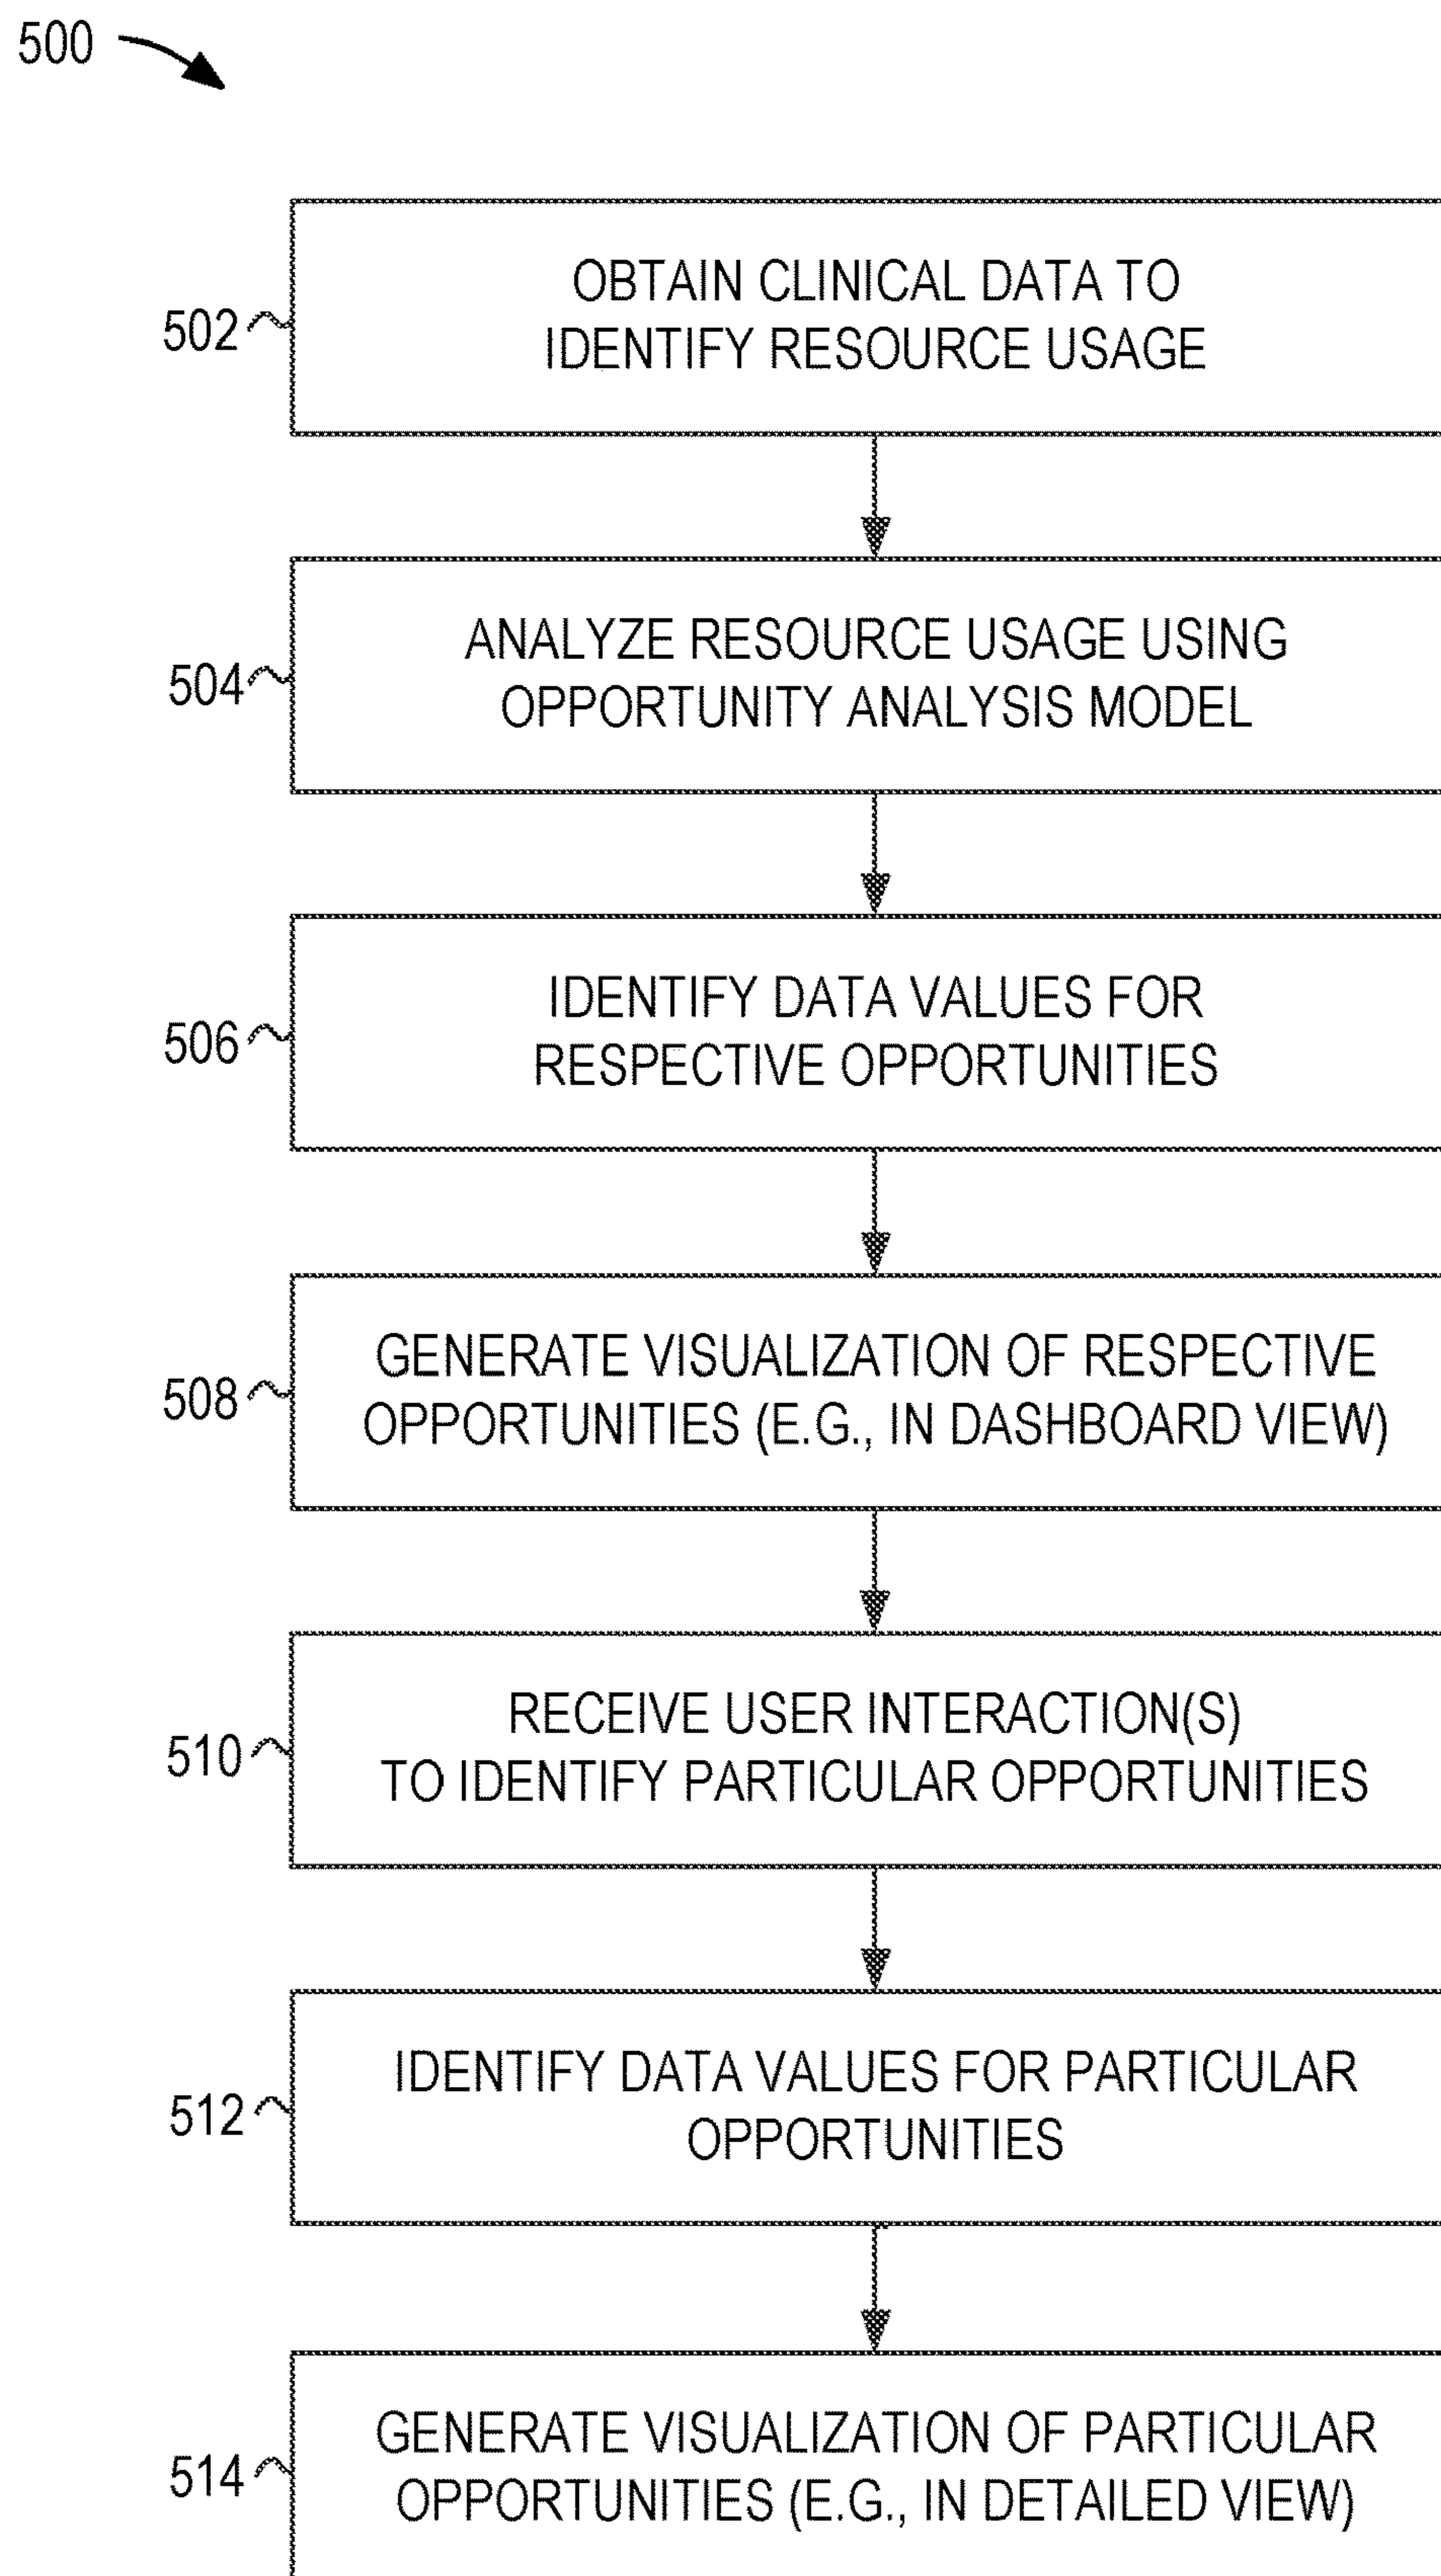 500
OBTAIN CLINICAL DATA TO
IDENTIFY RESOURCE USAGE
502
ANALYZE RESOURCE USAGE USING
OPPORTUNITY ANALYSIS MODEL
504
IDENTIFY DATA VALUES FOR
RESPECTIVE OPPORTUNITIES
506
GENERATE VISUALIZATION OF RESPECTIVE
OPPORTUNITIES (E.G., IN DASHBOARD VIEW)
508
RECEIVE USER INTERACTION(S)
TO IDENTIFY PARTICULAR OPPORTUNITIES
510
IDENTIFY DATA VALUES FOR PARTICULAR
OPPORTUNITIES
512
GENERATE VISUALIZATION OF PARTICULAR
OPPORTUNITIES (E.G., IN DETAILED VIEW)
514